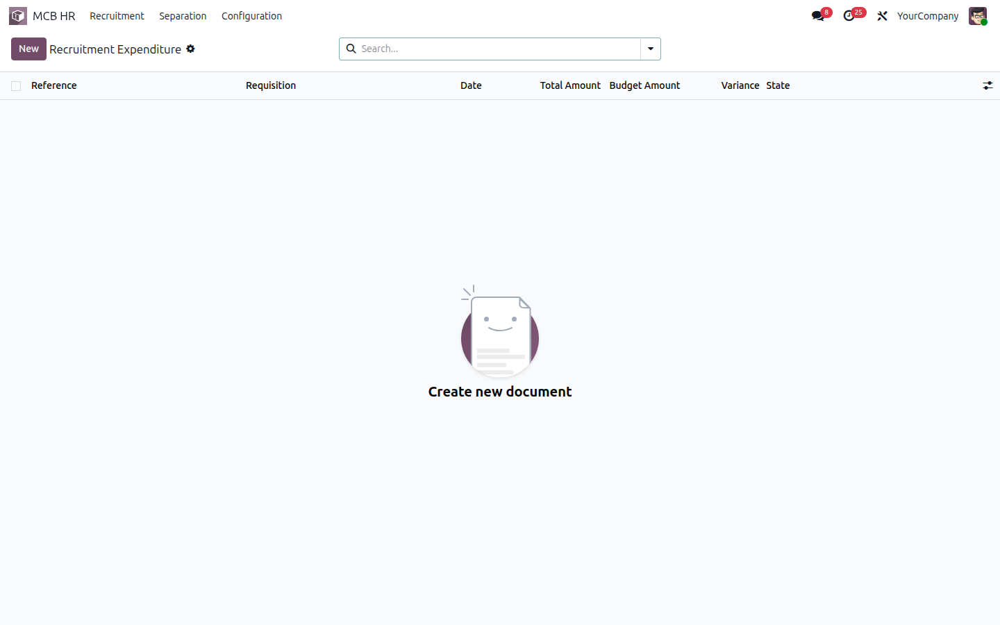 MCB HR Recruitment Separation Configuration 8 25 YourCompany
New Recruitment Expenditure Search...
Reference Requisition Date Total Amount Budget Amount Variance State
Create new document